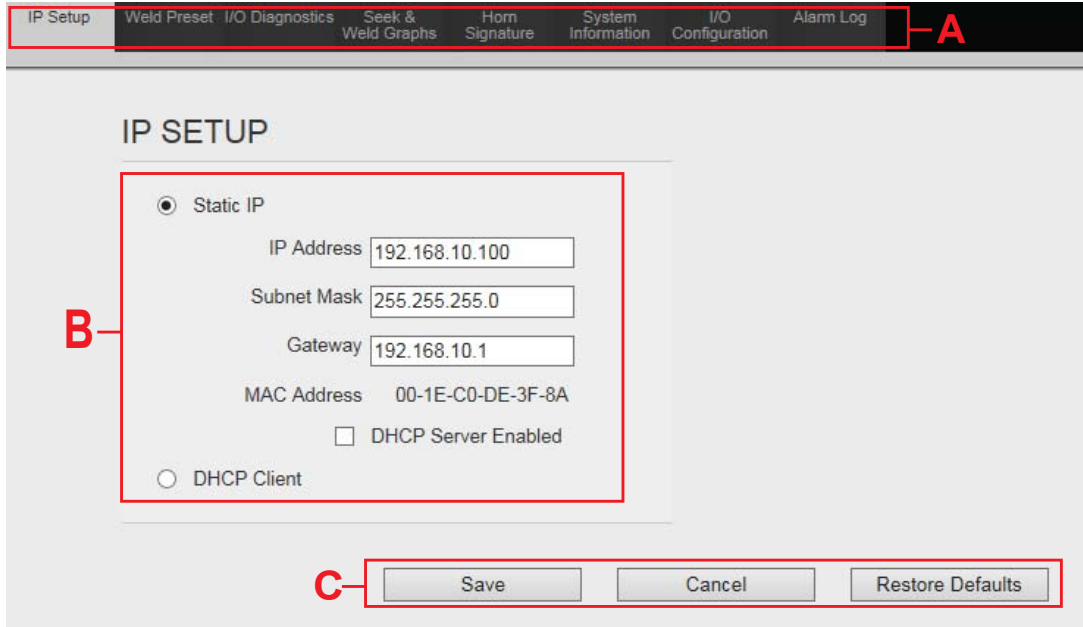 IP Setup Weld Preset I/O Diagnostics Seek & Weld Graphs Horn Signature System Information I/O Configuration Alarm Log
A
IP SETUP
Static IP
IP Address 192.168.10.100
Subnet Mask 255.255.255.0
B
Gateway 192.168.10.1
MAC Address 00-1E-C0-DE-3F-8A
DHCP Server Enabled
DHCP Client
C
Save Cancel Restore Defaults